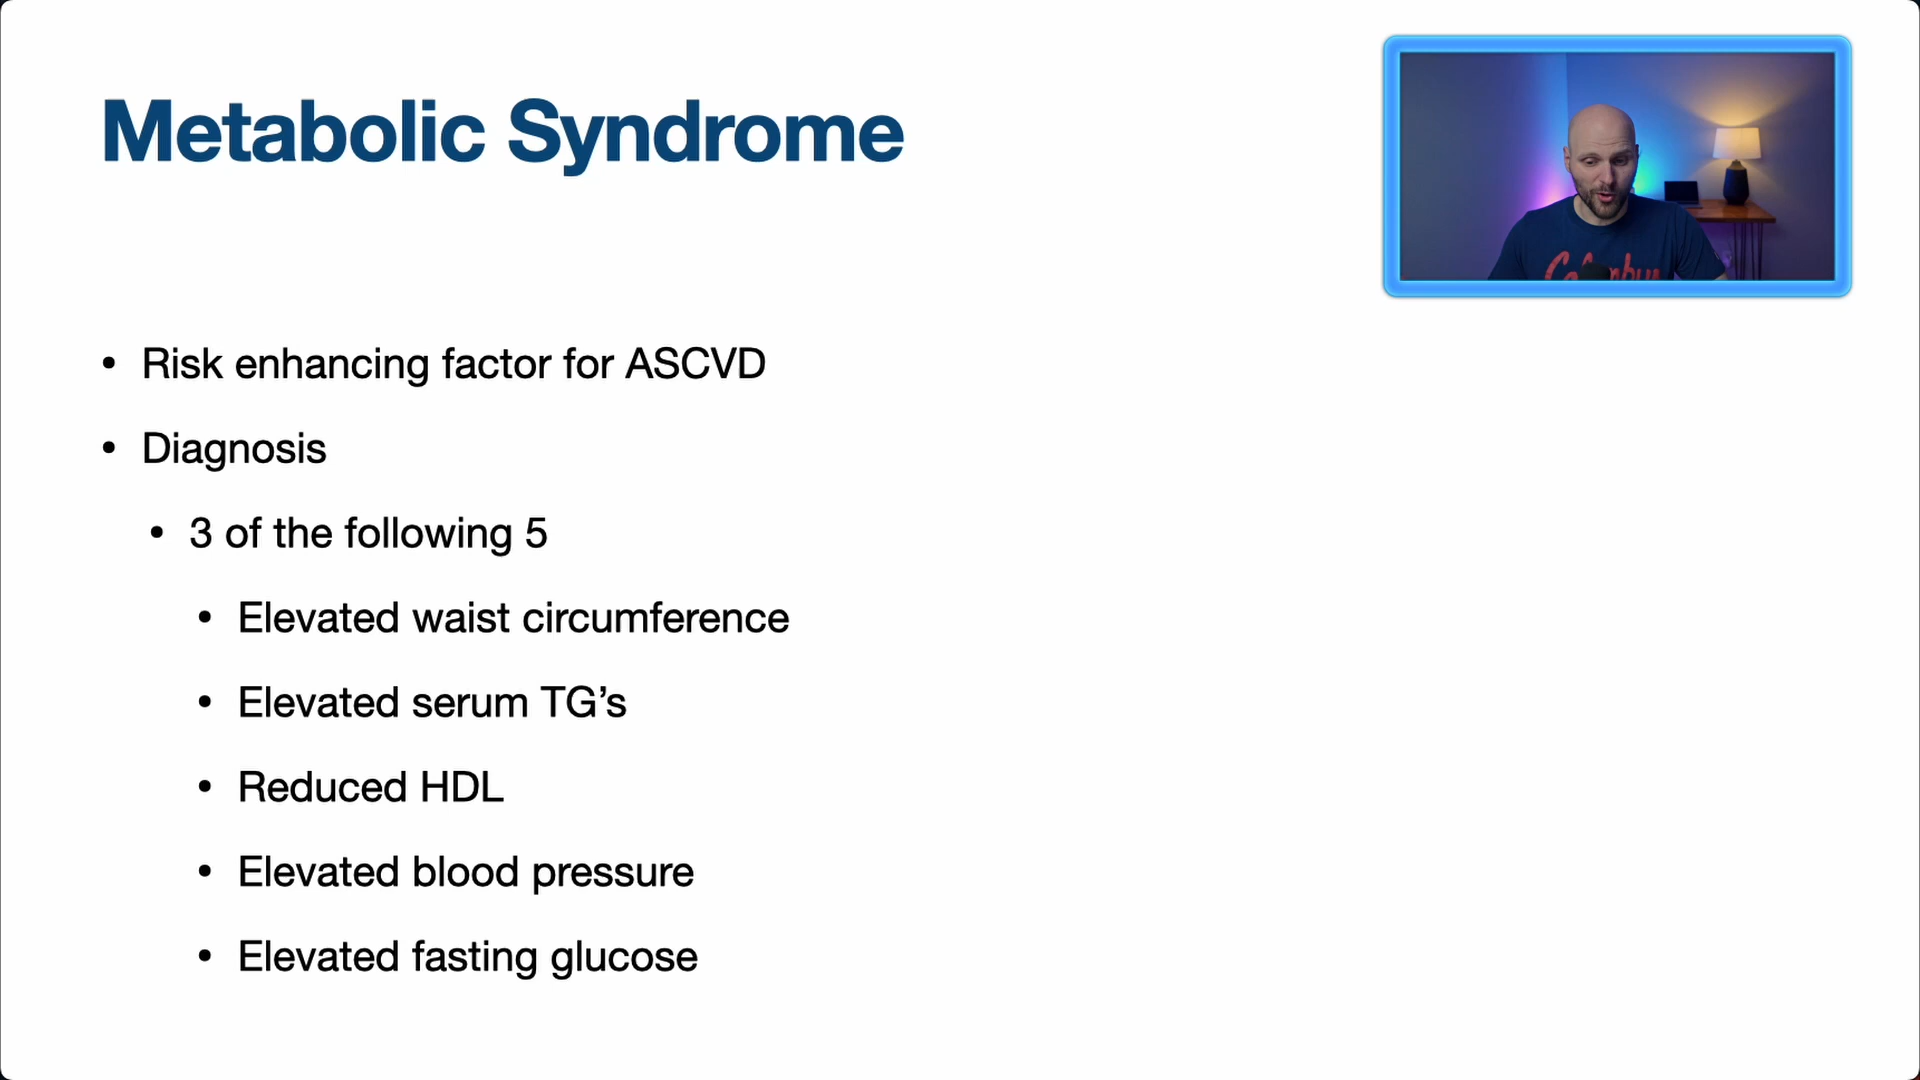 Metabolic Syndrome
• Risk enhancing factor for ASCVD
• Diagnosis
• 3 of the following 5
• Elevated waist circumference
• Elevated serum TG’s
• Reduced HDL
• Elevated blood pressure
• Elevated fasting glucose